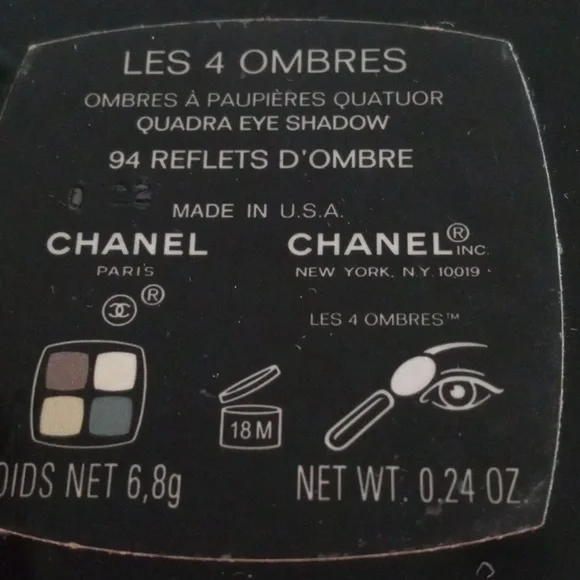 LES 4 OMBRES
OMBRES À PAUPIÈRES QUATUOR
QUADRA EYE SHADOW
94 REFLETS D'OMBRE
MADE IN U.S.A.
CHANEL
PARIS
®
CHANEL® INC.
NEW YORK, N.Y. 10019
LES 4 OMBRES™
18 M
OIDS NET 6,8g
NET WT. 0.24 OZ.